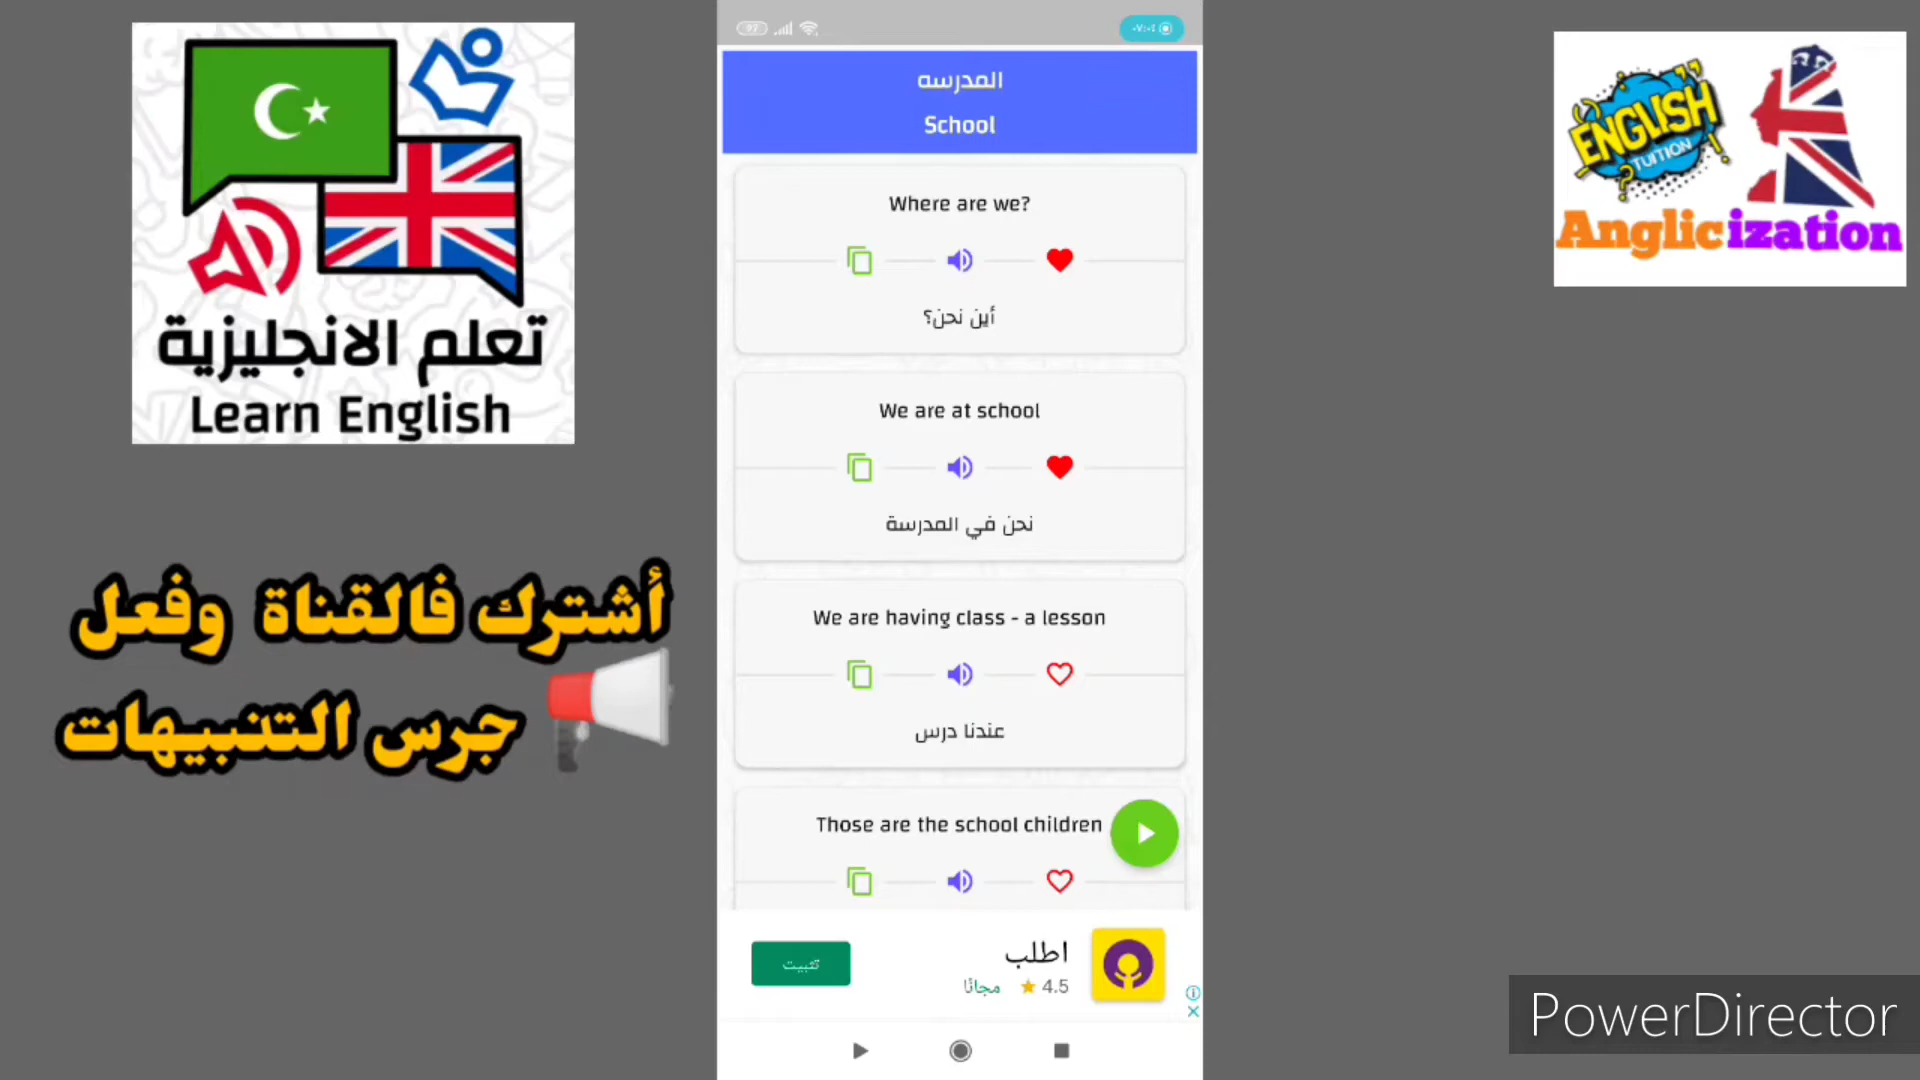 92
المدرسه
School
Where are we?
أين نحن؟
We are at school
نحن في المدرسة
We are having class - a lesson
عندنا درس
Those are the school children
اطلب
4.5 مجانًا
تثبيت
تعلم الانجليزية
Learn English
أشترك فالقناة وفعل
جرس التنبيهات
ENGLISH
TUITION
Anglicization
PowerDirector